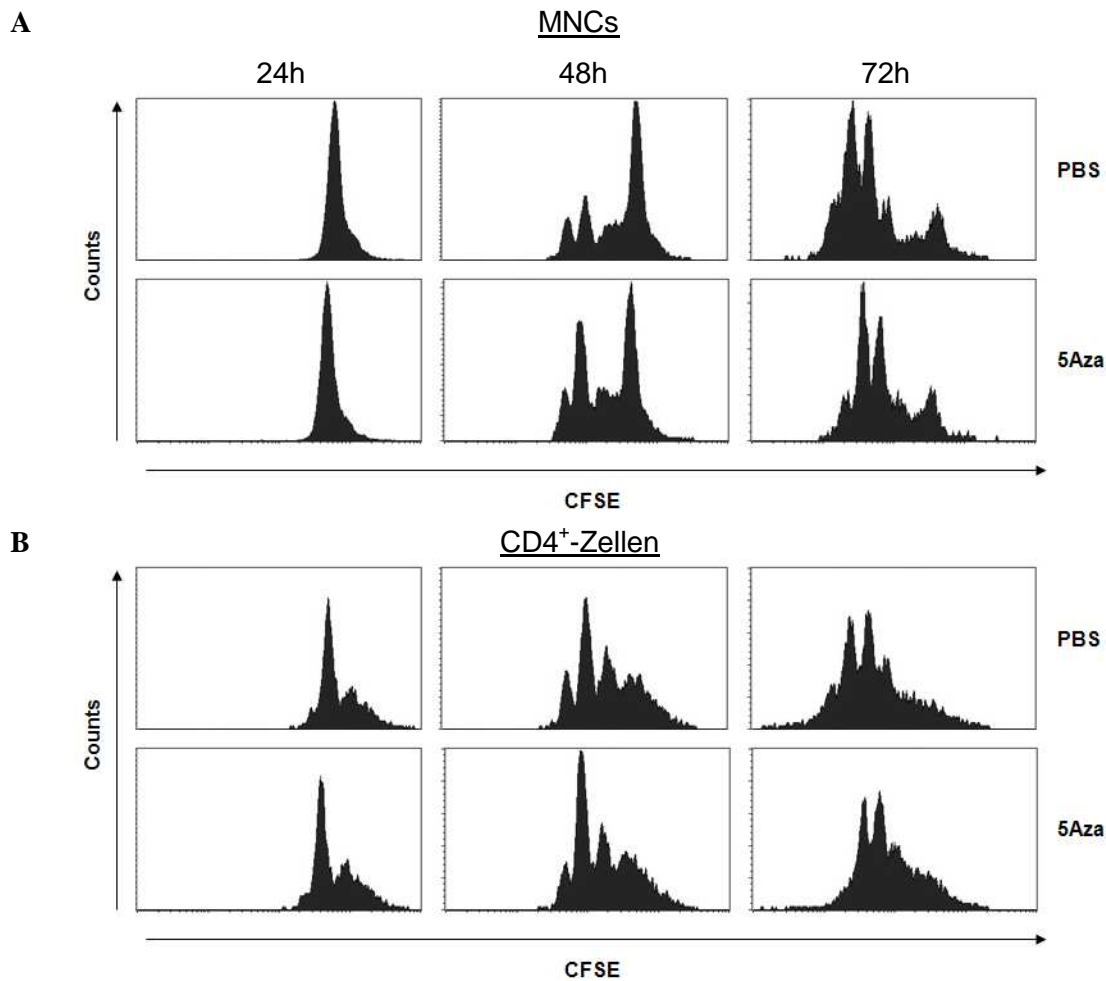 A
MNCs
24h 48h 72h
PBS
Counts
5Aza
CFSE
B
CD4⁺-Zellen
PBS
Counts
5Aza
CFSE